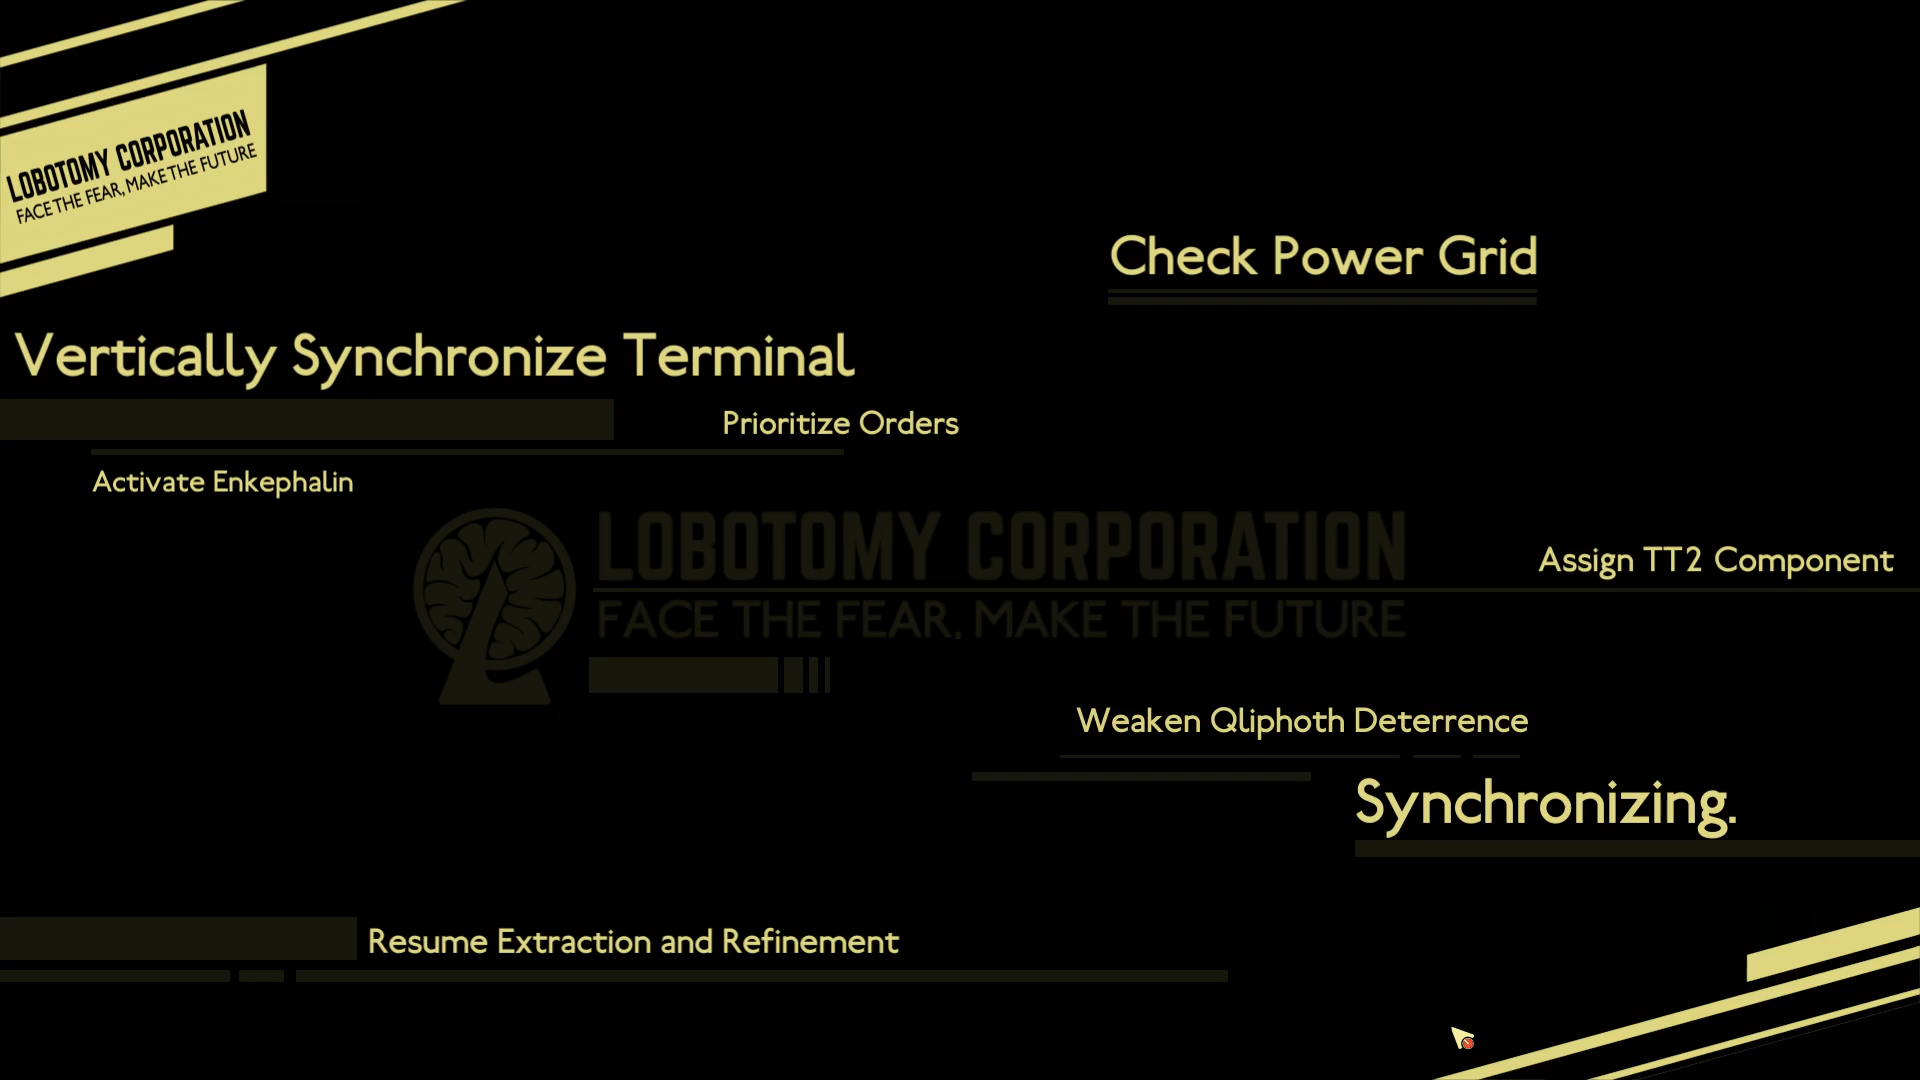 LOBOTOMY CORPORATION
FACE THE FEAR, MAKE THE FUTURE
Check Power Grid
Vertically Synchronize Terminal
Prioritize Orders
Activate Enkephalin
LOBOTOMY CORPORATION
FACE THE FEAR, MAKE THE FUTURE
Assign TT2 Component
Weaken Qliphoth Deterrence
Synchronizing.
Resume Extraction and Refinement